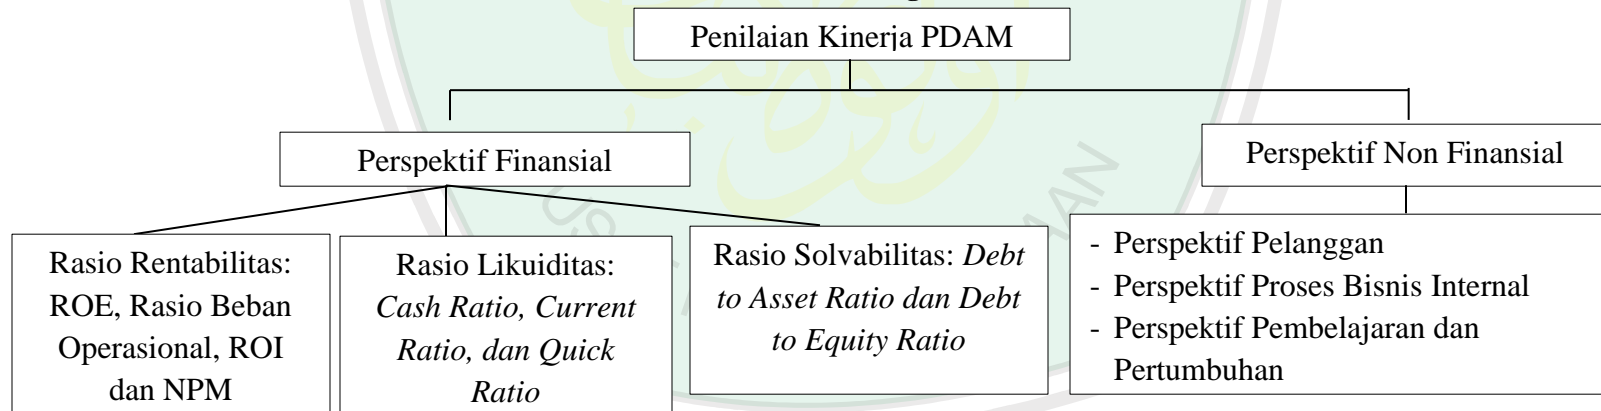 Penilaian Kinerja PDAM
Perspektif Finansial
Perspektif Non Finansial
Rasio Rentabilitas:
ROE, Rasio Beban
Operasional, ROI
dan NPM
Rasio Likuiditas:
Cash Ratio, Current
Ratio, dan Quick
Ratio
Rasio Solvabilitas: Debt
to Asset Ratio dan Debt
to Equity Ratio
- Perspektif Pelanggan
- Perspektif Proses Bisnis Internal
- Perspektif Pembelajaran dan
Pertumbuhan